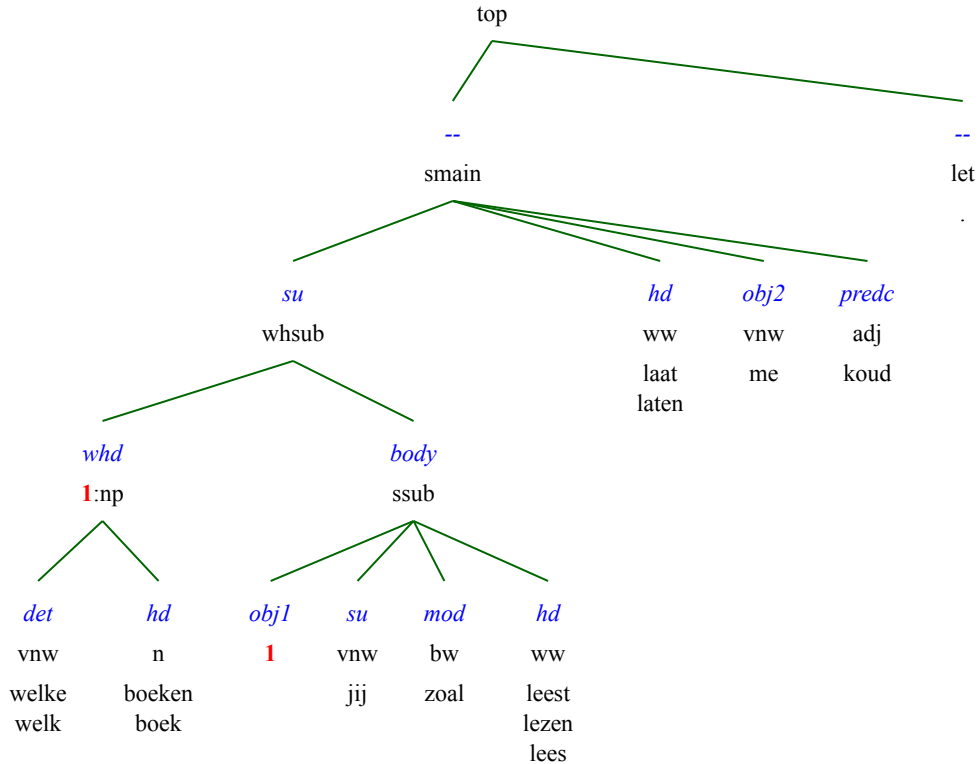 top
-- --
smain let
.
su hd obj2 predc
whsub ww vnw adj
laat me koud
laten
whd body
1:np ssub
det hd obj1 su mod hd
vnw n 1 vnw bw ww
welke boeken jij zoal leest
welk boek lezen
lees